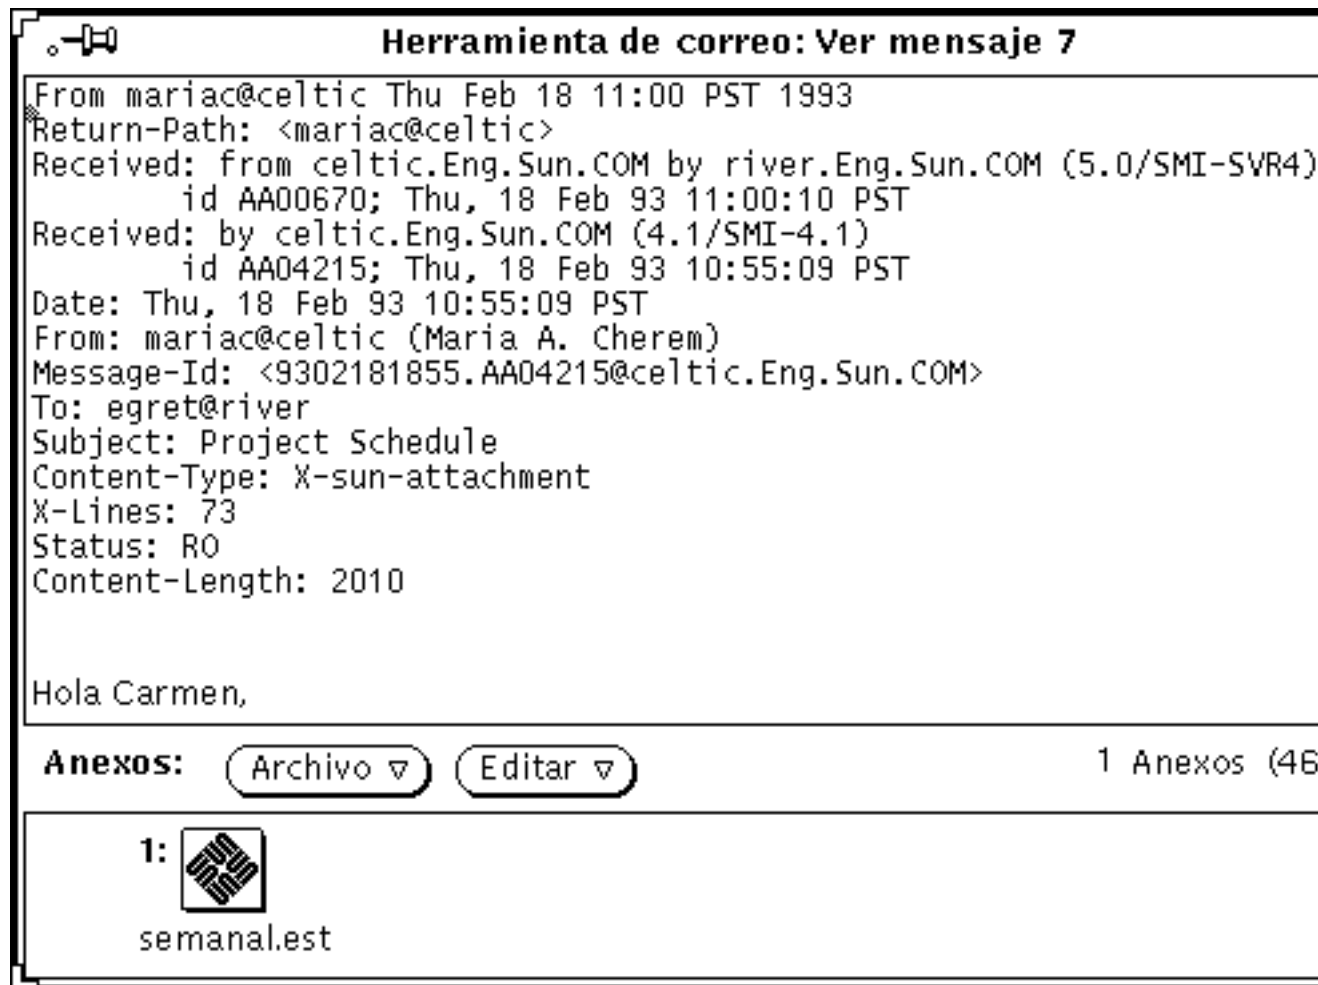 Herramienta de correo: Ver mensaje 7
From mariac@celtic Thu Feb 18 11:00 PST 1993
Return-Path: <mariac@celtic>
Received: from celtic.Eng.Sun.COM by river.Eng.Sun.COM (5.0/SMI-SVR4)
        id AA00670; Thu, 18 Feb 93 11:00:10 PST
Received: by celtic.Eng.Sun.COM (4.1/SMI-4.1)
        id AA04215; Thu, 18 Feb 93 10:55:09 PST
Date: Thu, 18 Feb 93 10:55:09 PST
From: mariac@celtic (Maria A. Cherem)
Message-Id: <9302181855.AA04215@celtic.Eng.Sun.COM>
To: egret@river
Subject: Project Schedule
Content-Type: X-sun-attachment
X-Lines: 73
Status: RO
Content-Length: 2010
Hola Carmen,
Anexos: Archivo Editar 1 Anexos (46
1:
semanal.est